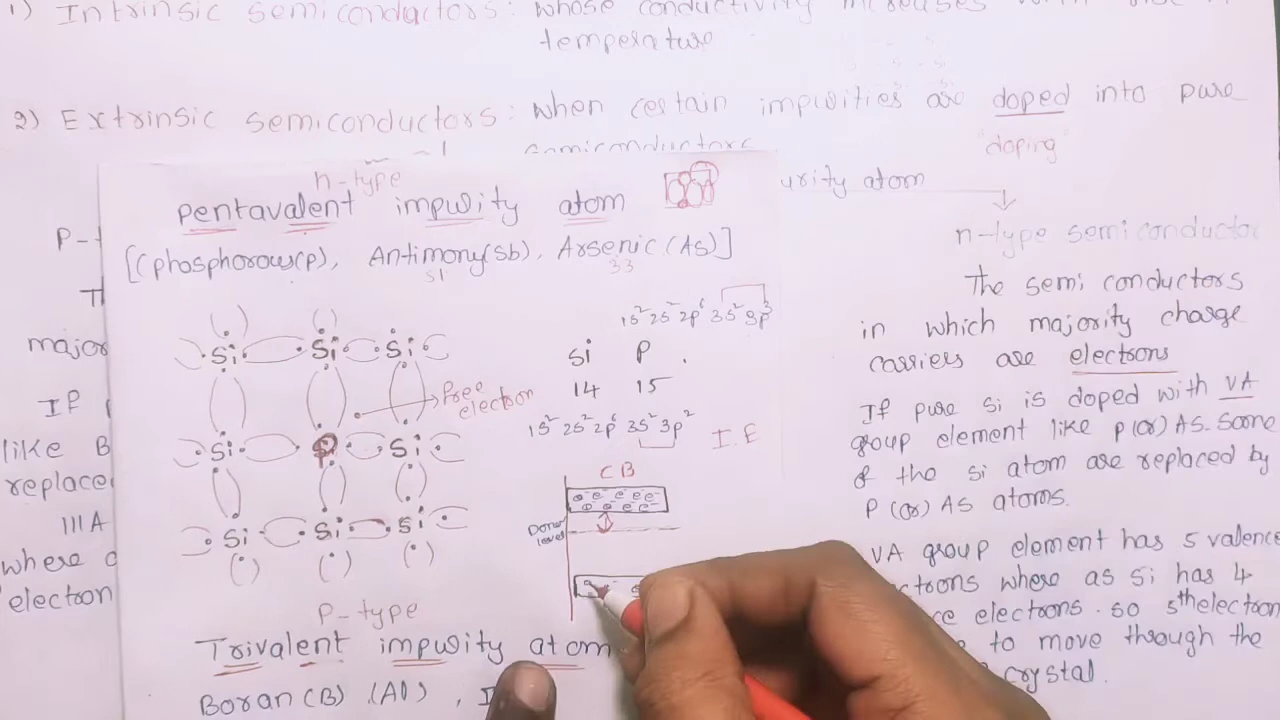 1) Intrinsic semiconductors: whose conductivity increases
temperature
2) Extrinsic semiconductors: when certain impurities are doped into pure
semiconductors
"doping"
urity atom
n-type
Pentavalent impurity atom
[(phosphorous(p), Antimony(sb), Arsenic (As)]
51
33
Si Si Si
Free
electron
Si P Si
Si Si Si
1s² 2s² 2p⁶ 3s² 3p³
Si P .
14 15
1s² 2s² 2p⁶ 3s² 3p²
I.E
CB
e⁻ e⁻ e⁻ e⁻
e⁻ e⁻ e⁻ e⁻
Donor
level
P-type
Trivalent impurity atom
Boran(B) (Al) , I
P-t
Th
major
If
like B
replace
IIIA
where
electron
n-type semiconductor
The semi conductors
in which majority charge
carriers are electrons
If pure Si is doped with VA
group element like P(or) AS. Some
of the Si atom are replaced by
P (or) AS atoms.
VA group element has 5 valence
ctrons where as Si has 4
ce electrons. so 5th electron
to move through the
crystal.